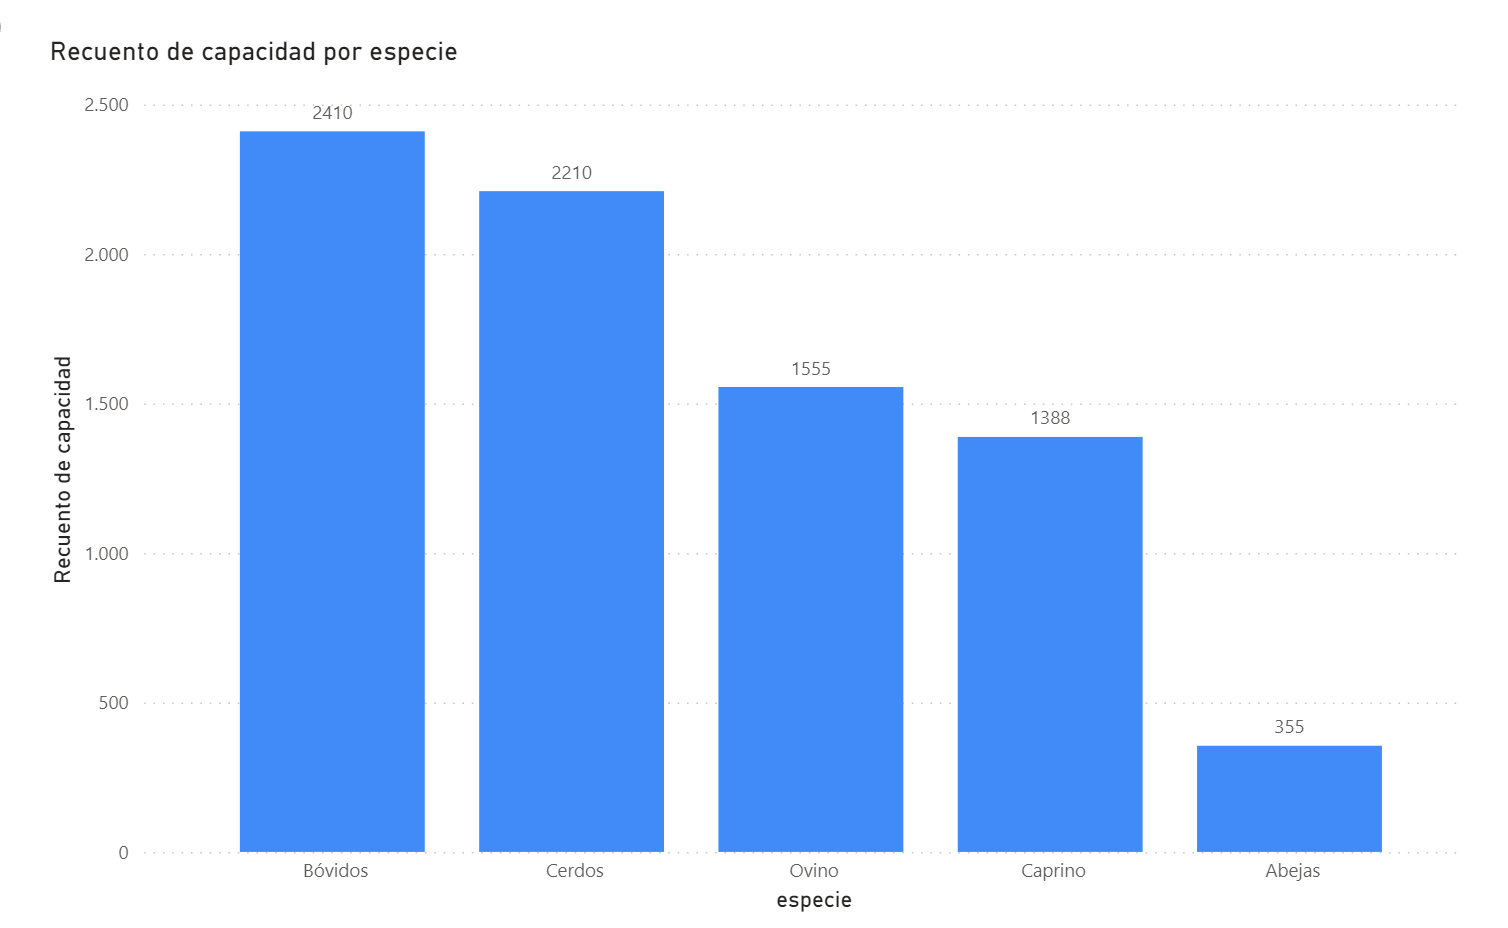 Recuento de capacidad por especie
2.500
2.000
1.500
1.000
500
0
Recuento de capacidad
2410
2210
1555
1388
355
Bóvidos
Cerdos
Ovino
Caprino
Abejas
especie